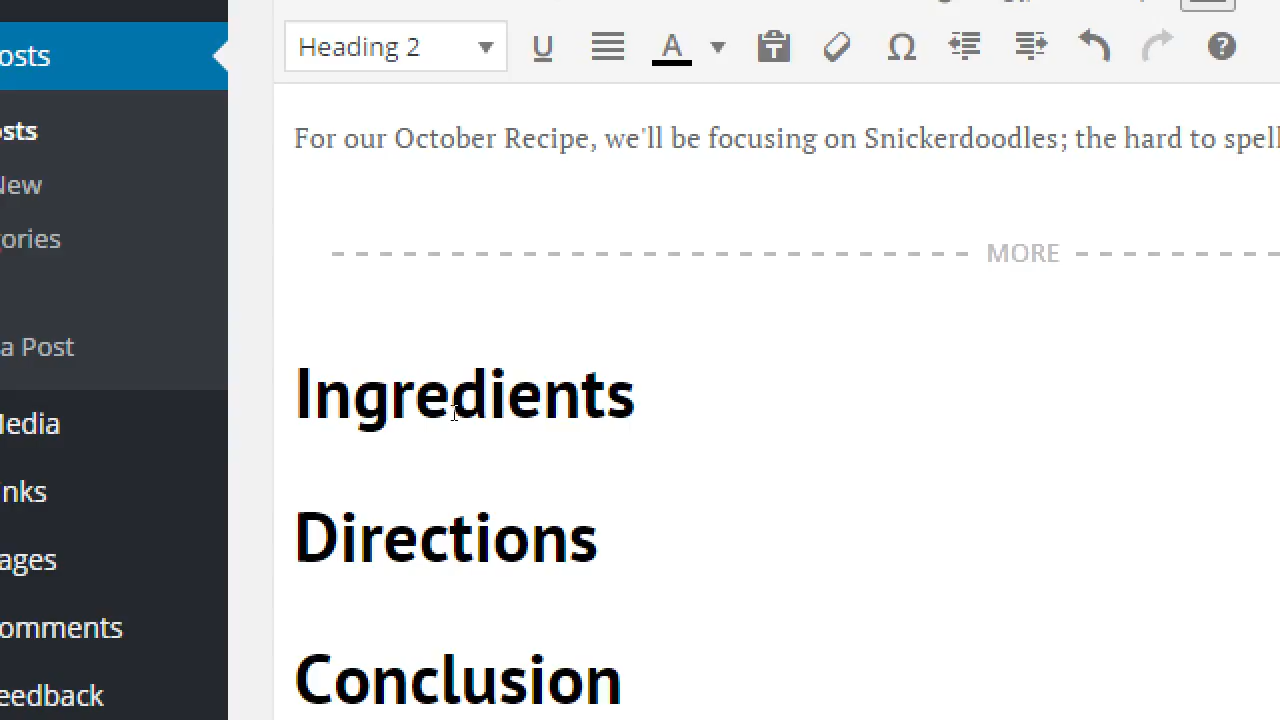 osts
Heading 2
A
Ω
?
For our October Recipe, we'll be focusing on Snickerdoodles; the hard to spell
osts
New
MORE
ories
a Post
Ingredients
Media
inks
Directions
ages
omments
Conclusion
eedback